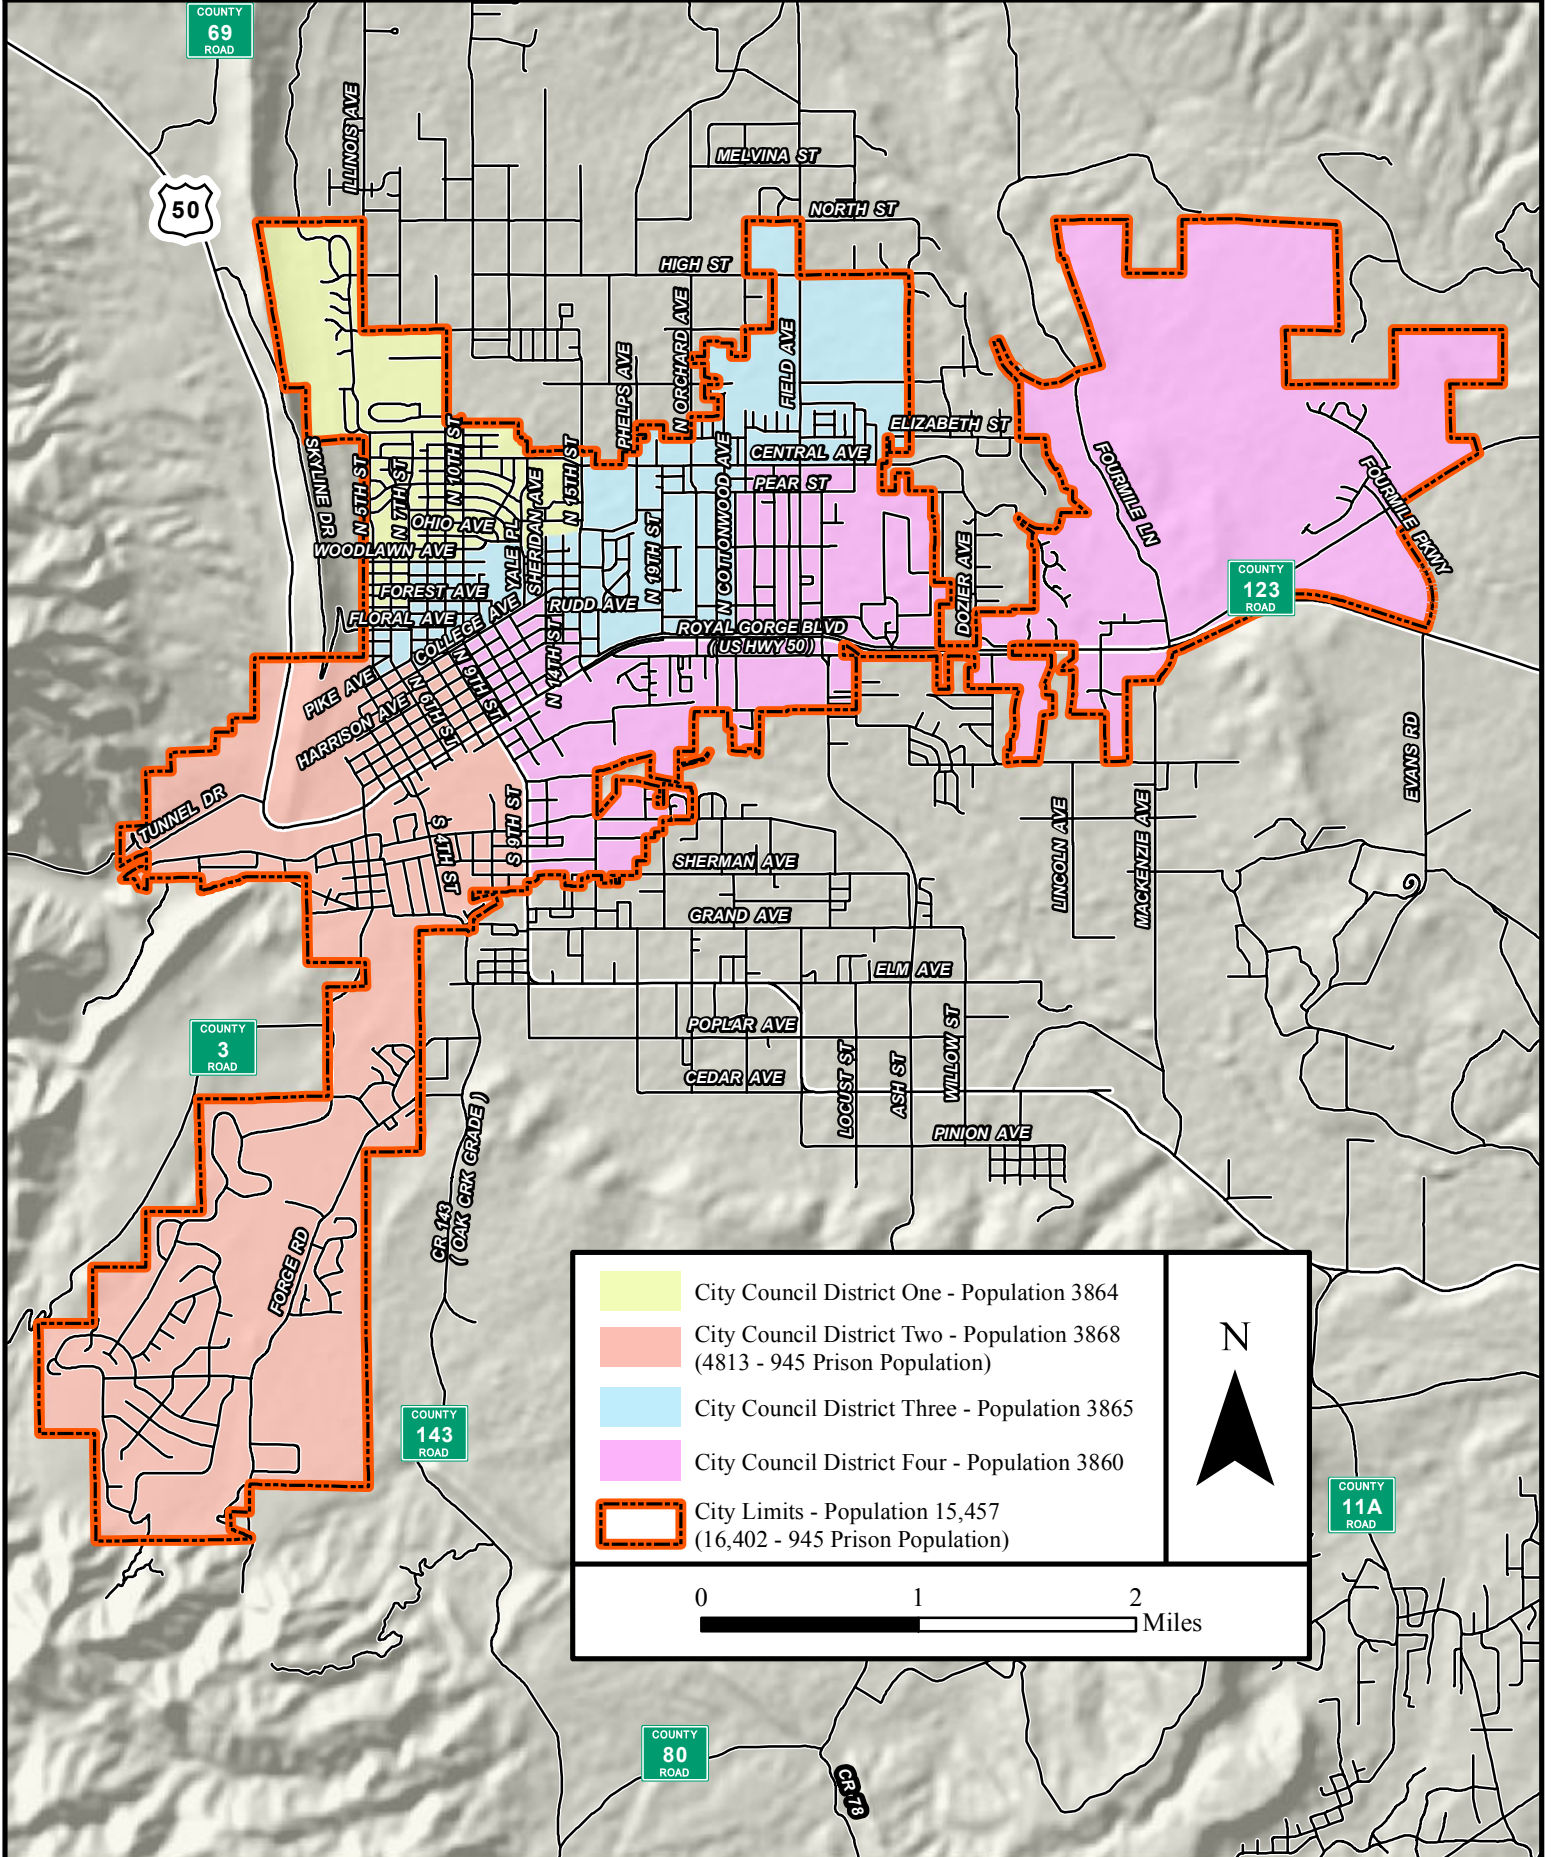 COUNTY
69
ROAD
ILLINOIS AVE
MELVINA ST
50
NORTH ST
HIGH ST
N ORCHARD AVE
FIELD AVE
PHELPS AVE
ELIZABETH ST
CENTRAL AVE
PEAR ST
SKYLINE DR
N 5TH ST
N 7TH ST
N 10TH ST
N 15TH ST
SHERIDAN AVE
YALE PL
OHIO AVE
WOODLAWN AVE
FOREST AVE
FLORAL AVE
COLLEGE AVE
RUDD AVE
N 19TH ST
N COTTONWOOD AVE
DOZIER AVE
FOURMILE LN
FOURMILE PKWY
COUNTY
123
ROAD
ROYAL GORGE BLVD
(US HWY 50)
N 14TH ST
N 9TH ST
N 6TH ST
PIKE AVE
HARRISON AVE
TUNNEL DR
S 4TH ST
S 9TH ST
SHERMAN AVE
GRAND AVE
ELM AVE
POPLAR AVE
CEDAR AVE
LOCUST ST
ASH ST
WILLOW ST
PINION AVE
LINCOLN AVE
MACKENZIE AVE
EVANS RD
COUNTY
3
ROAD
FORGE RD
CR 143
( OAK CRK GRADE )
COUNTY
143
ROAD
City Council District One - Population 3864
City Council District Two - Population 3868
(4813 - 945 Prison Population)
City Council District Three - Population 3865
City Council District Four - Population 3860
City Limits - Population 15,457
(16,402 - 945 Prison Population)
N
0 1 2
Miles
COUNTY
11A
ROAD
COUNTY
80
ROAD
CR 78